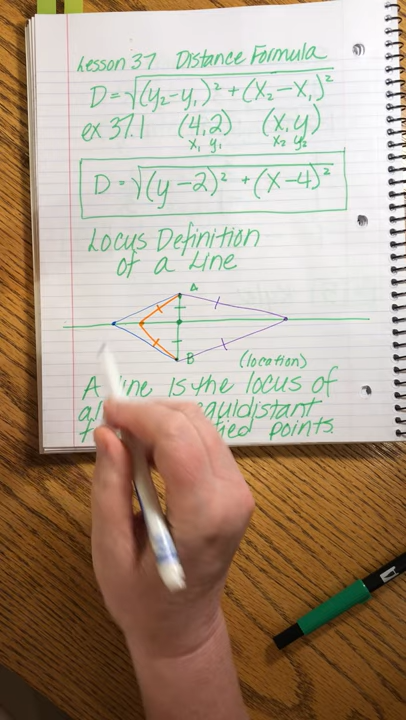 Lesson 37 Distance Formula
D = √(y₂-y₁)² + (x₂-x₁)²
ex 37.1 (4,2) (x,y)
x₁ y₁ x₂ y₂
D = √(y-2)² + (x-4)²
Locus Definition
of a Line
A
B
(location)
A line is the locus of
equidistant
points.